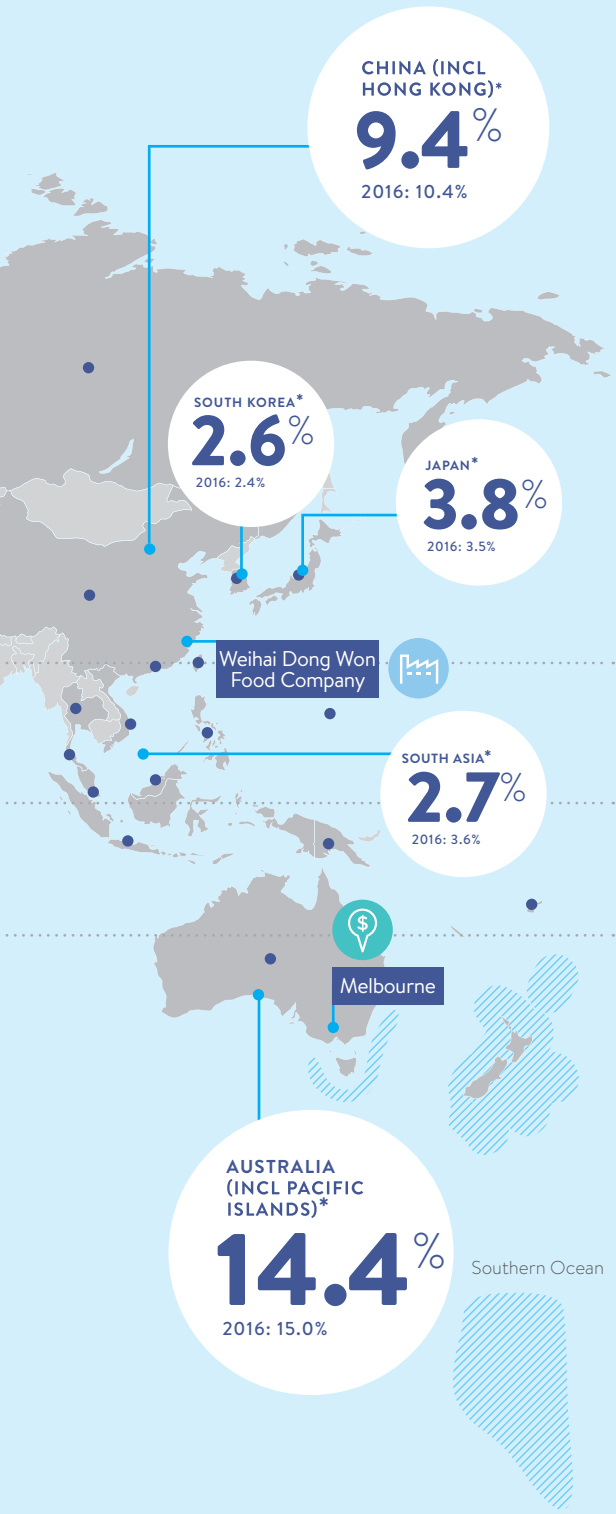 CHINA (INCL
HONG KONG)*
9.4%
2016: 10.4%
SOUTH KOREA*
2.6%
2016: 2.4%
JAPAN*
3.8%
2016: 3.5%
Weihai Dong Won
Food Company
SOUTH ASIA*
2.7%
2016: 3.6%
$
Melbourne
AUSTRALIA
(INCL PACIFIC
ISLANDS)*
14.4%
2016: 15.0%
Southern Ocean